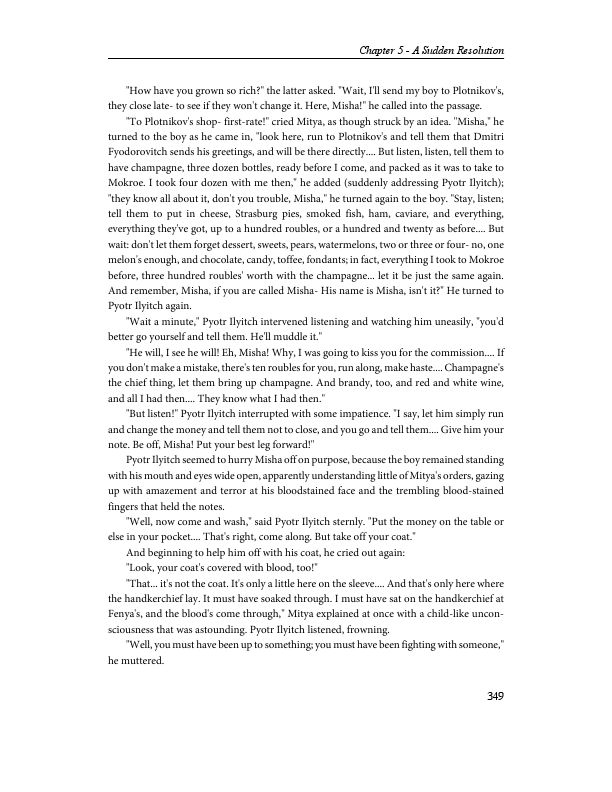 Chapter 5 - A Sudden Resolution
"How have you grown so rich?" the latter asked. "Wait, I'll send my boy to Plotnikov's,
they close late- to see if they won't change it. Here, Misha!" he called into the passage.
"To Plotnikov's shop- first-rate!" cried Mitya, as though struck by an idea. "Misha," he
turned to the boy as he came in, "look here, run to Plotnikov's and tell them that Dmitri
Fyodorovitch sends his greetings, and will be there directly.... But listen, listen, tell them to
have champagne, three dozen bottles, ready before I come, and packed as it was to take to
Mokroe. I took four dozen with me then," he added (suddenly addressing Pyotr Ilyitch);
"they know all about it, don't you trouble, Misha," he turned again to the boy. "Stay, listen;
tell them to put in cheese, Strasburg pies, smoked fish, ham, caviare, and everything,
everything they've got, up to a hundred roubles, or a hundred and twenty as before.... But
wait: don't let them forget dessert, sweets, pears, watermelons, two or three or four- no, one
melon's enough, and chocolate, candy, toffee, fondants; in fact, everything I took to Mokroe
before, three hundred roubles' worth with the champagne... let it be just the same again.
And remember, Misha, if you are called Misha- His name is Misha, isn't it?" He turned to
Pyotr Ilyitch again.
"Wait a minute," Pyotr Ilyitch intervened listening and watching him uneasily, "you'd
better go yourself and tell them. He'll muddle it."
"He will, I see he will! Eh, Misha! Why, I was going to kiss you for the commission.... If
you don't make a mistake, there's ten roubles for you, run along, make haste.... Champagne's
the chief thing, let them bring up champagne. And brandy, too, and red and white wine,
and all I had then.... They know what I had then."
"But listen!" Pyotr Ilyitch interrupted with some impatience. "I say, let him simply run
and change the money and tell them not to close, and you go and tell them.... Give him your
note. Be off, Misha! Put your best leg forward!"
Pyotr Ilyitch seemed to hurry Misha off on purpose, because the boy remained standing
with his mouth and eyes wide open, apparently understanding little of Mitya's orders, gazing
up with amazement and terror at his bloodstained face and the trembling blood-stained
fingers that held the notes.
"Well, now come and wash," said Pyotr Ilyitch sternly. "Put the money on the table or
else in your pocket.... That's right, come along. But take off your coat."
And beginning to help him off with his coat, he cried out again:
"Look, your coat's covered with blood, too!"
"That... it's not the coat. It's only a little here on the sleeve.... And that's only here where
the handkerchief lay. It must have soaked through. I must have sat on the handkerchief at
Fenya's, and the blood's come through," Mitya explained at once with a child-like uncon-
sciousness that was astounding. Pyotr Ilyitch listened, frowning.
"Well, you must have been up to something; you must have been fighting with someone,"
he muttered.
349